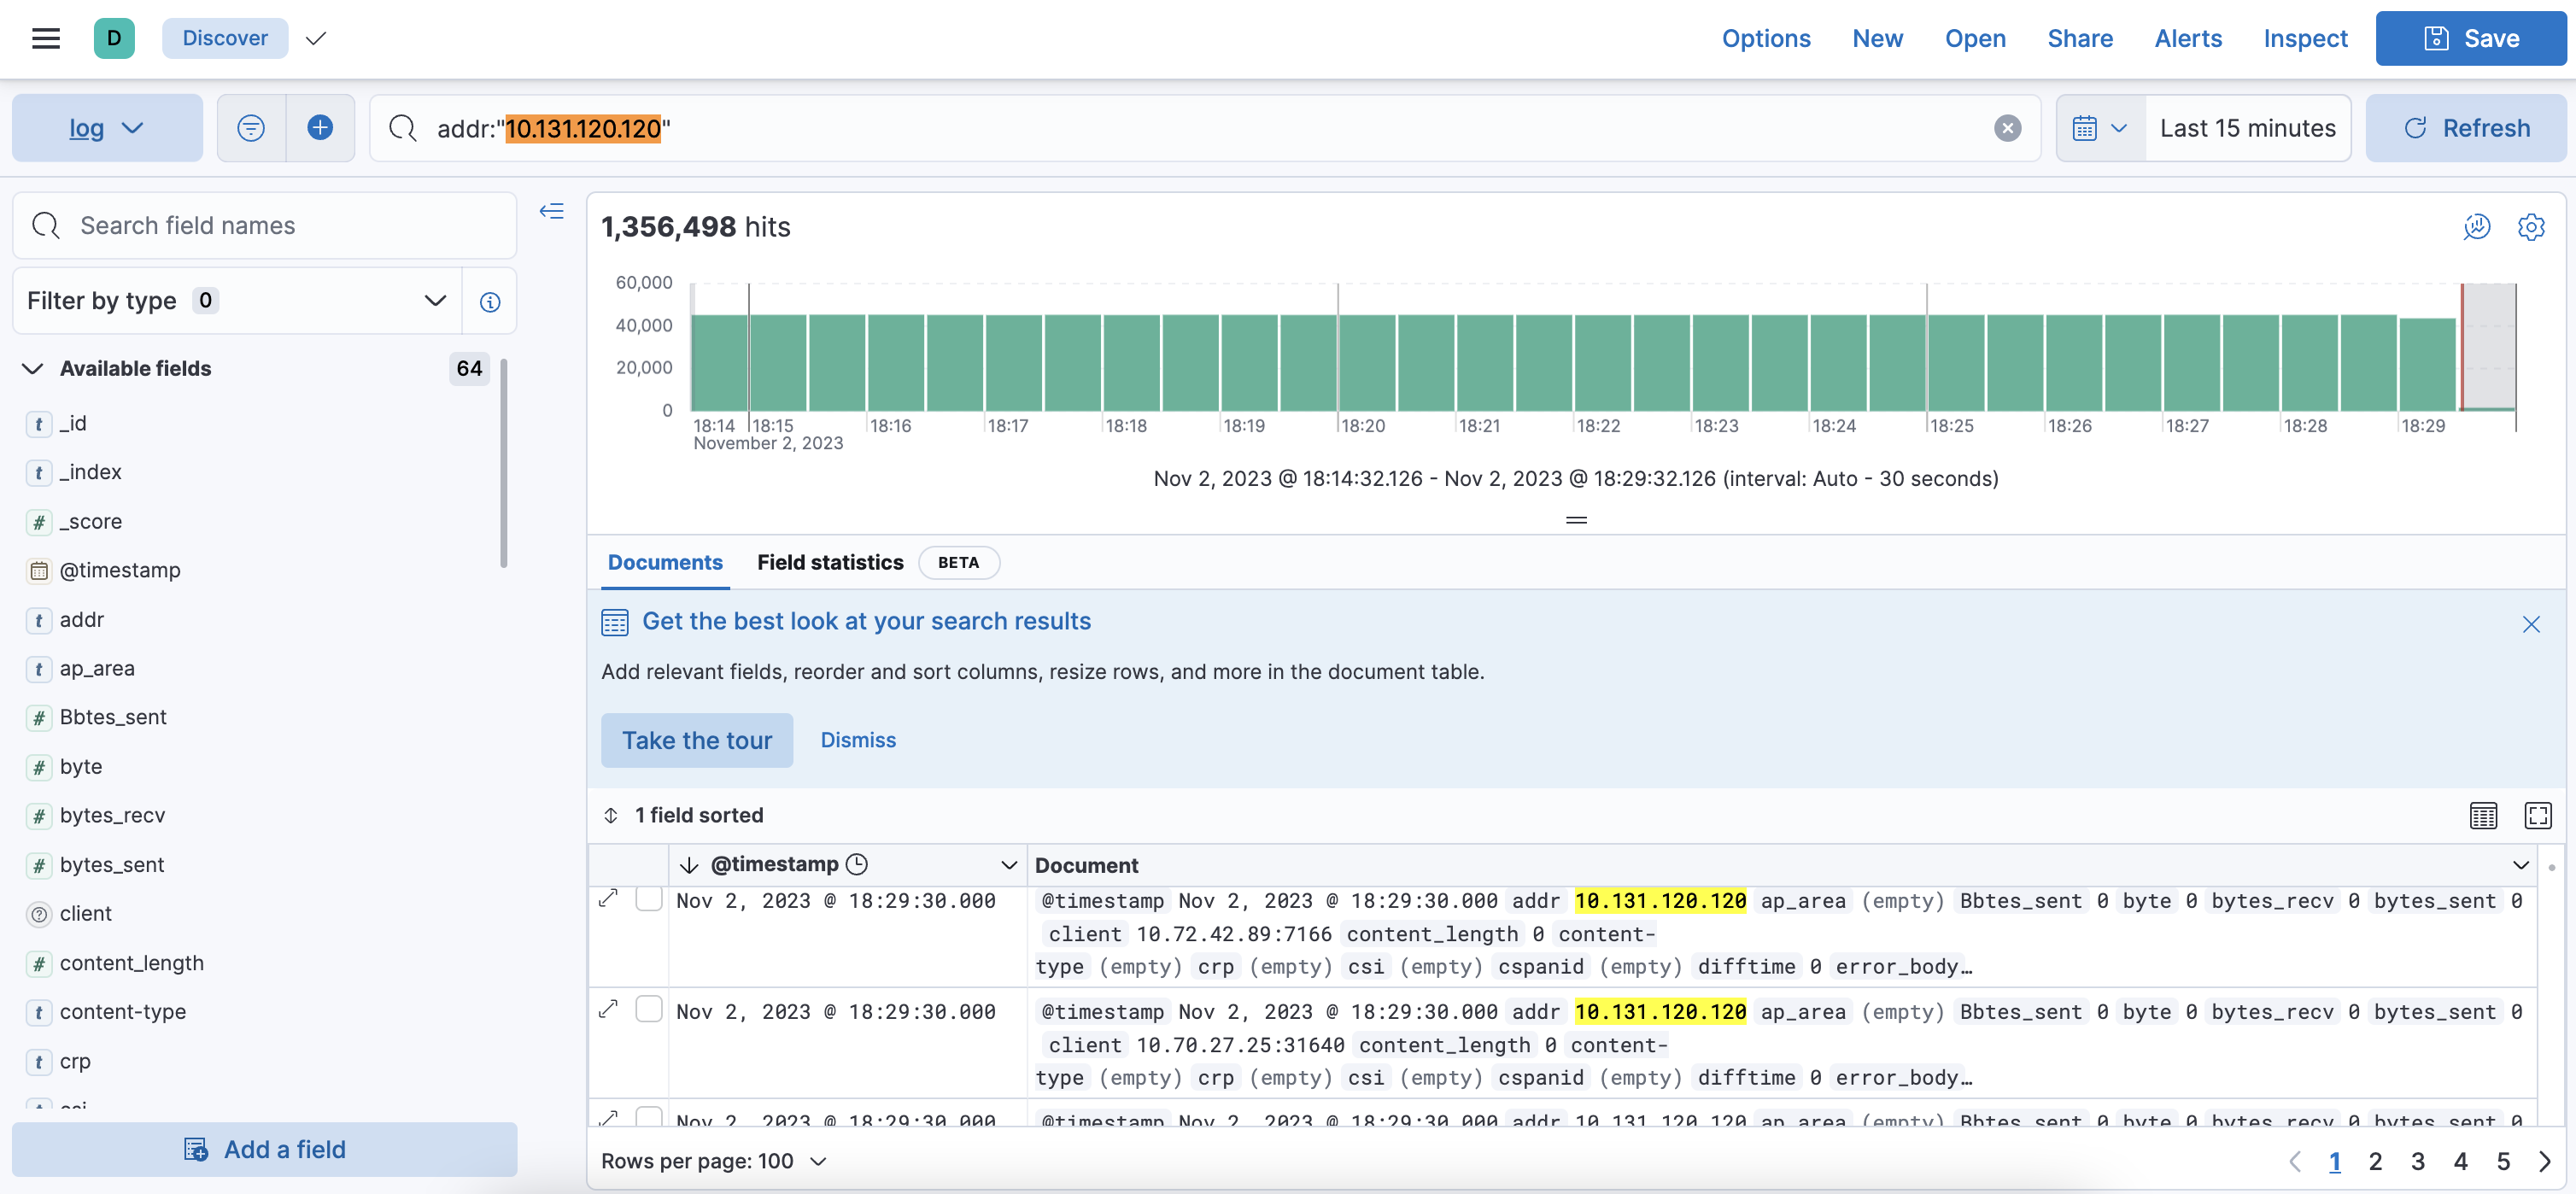 D Discover Options New Open Share Alerts Inspect Save
log addr:"10.131.120.120" Last 15 minutes Refresh
Search field names
Filter by type 0
Available fields 64
_id
_index
_score
@timestamp
addr
ap_area
Bbtes_sent
byte
bytes_recv
bytes_sent
client
content_length
content-type
crp
Add a field
1,356,498 hits
60,000
40,000
20,000
0
18:14 18:15 18:16 18:17 18:18 18:19 18:20 18:21 18:22 18:23 18:24 18:25 18:26 18:27 18:28 18:29
November 2, 2023
Nov 2, 2023 @ 18:14:32.126 - Nov 2, 2023 @ 18:29:32.126 (interval: Auto - 30 seconds)
Documents Field statistics BETA
Get the best look at your search results
Add relevant fields, reorder and sort columns, resize rows, and more in the document table.
Take the tour Dismiss
1 field sorted
@timestamp Document
Nov 2, 2023 @ 18:29:30.000 @timestamp Nov 2, 2023 @ 18:29:30.000 addr 10.131.120.120 ap_area (empty) Bbtes_sent 0 byte 0 bytes_recv 0 bytes_sent 0
client 10.72.42.89:7166 content_length 0 content-
type (empty) crp (empty) csi (empty) cspanid (empty) difftime 0 error_body…
Nov 2, 2023 @ 18:29:30.000 @timestamp Nov 2, 2023 @ 18:29:30.000 addr 10.131.120.120 ap_area (empty) Bbtes_sent 0 byte 0 bytes_recv 0 bytes_sent 0
client 10.70.27.25:31640 content_length 0 content-
type (empty) crp (empty) csi (empty) cspanid (empty) difftime 0 error_body…
Nov 2, 2023 @ 18:29:30.000 @timestamp Nov 2, 2023 @ 18:29:30.000 addr 10.131.120.120 ap_area (empty) Bbtes_sent 0 byte 0 bytes_recv 0 bytes_sent 0
Rows per page: 100 1 2 3 4 5